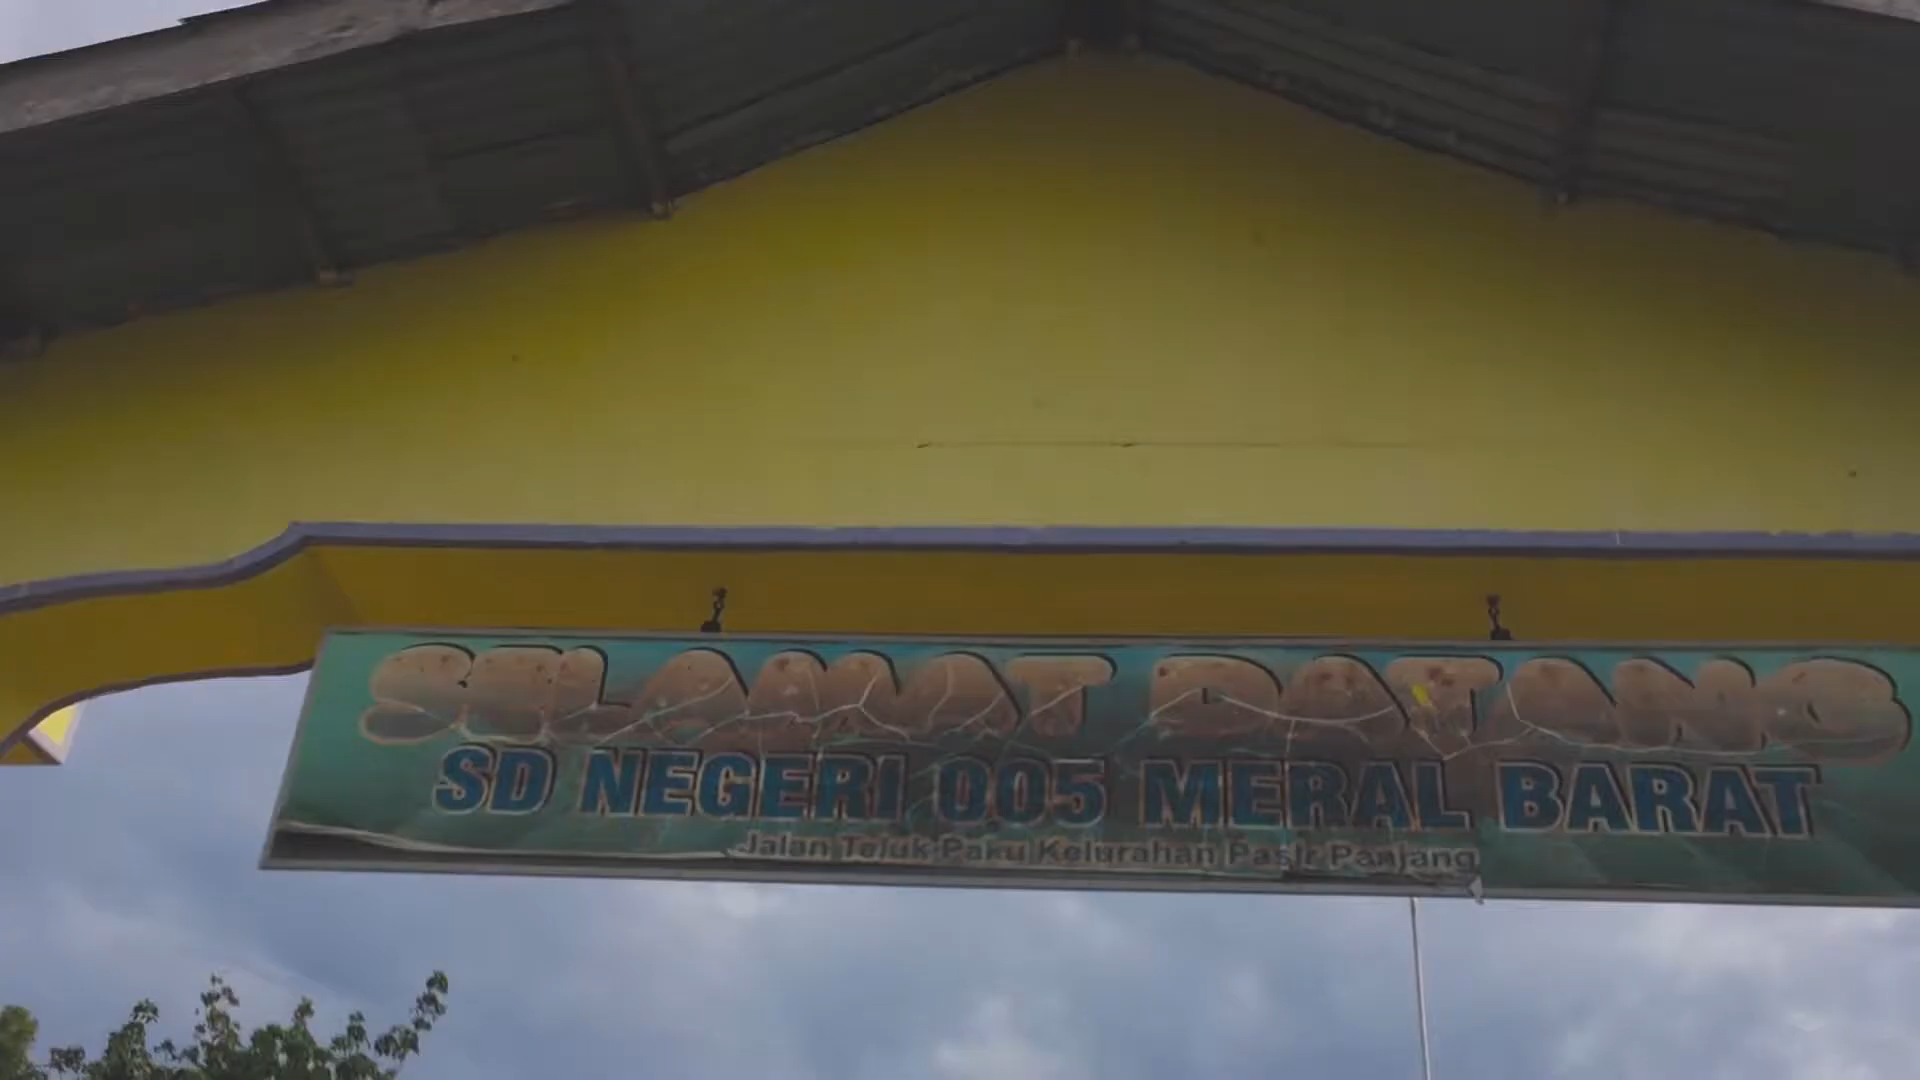 SELAMAT DATANG
SD NEGERI 005 MERAL BARAT
Jalan Teluk Paku Kelurahan Pasir Panjang